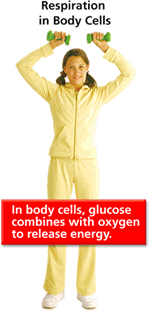 Respiration
in Body Cells
In body cells, glucose
combines with oxygen
to release energy.